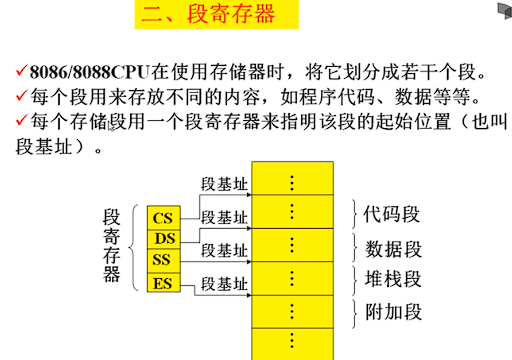 二、段寄存器
✓8086/8088CPU在使用存储器时，将它划分成若干个段。
✓每个段用来存放不同的内容，如程序代码、数据等等。
✓每个存储段用一个段寄存器来指明该段的起始位置（也叫
段基址）。
段寄存器
CS
DS
SS
ES
段基址
段基址
段基址
段基址
⋮
⋮
⋮
⋮
⋮
⋮
代码段
数据段
堆栈段
附加段